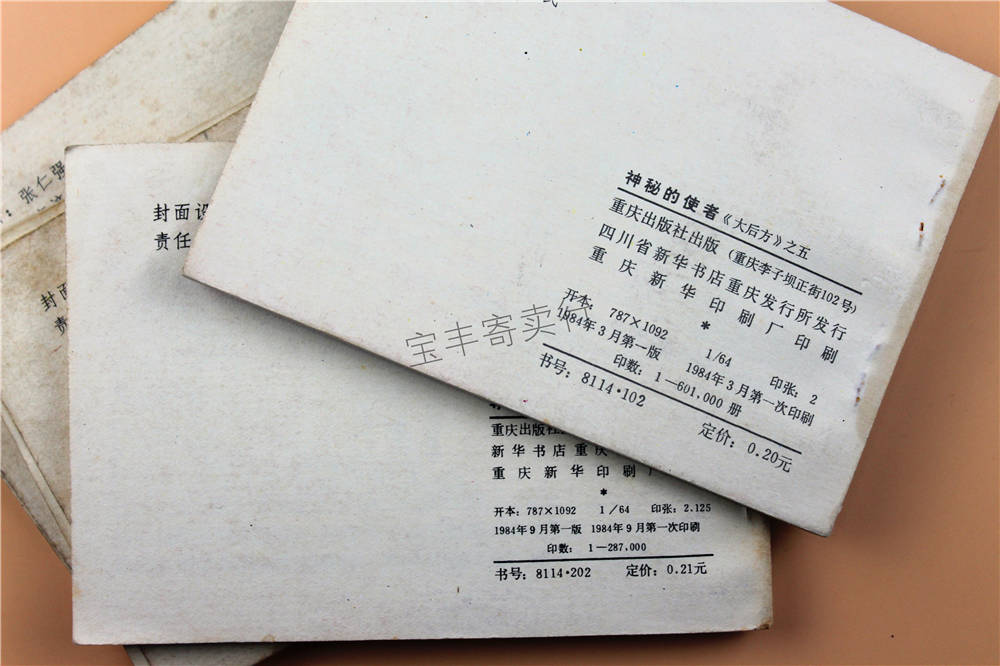 神秘的使者《大后方》之五
重庆出版社出版（重庆李子坝正街102号）
四川省新华书店重庆发行所发行
重庆新华印刷厂印刷
*
开本：787×1092 1/64 印张：2
1984年3月第一版 1984年3月第一次印刷
印数：1—601,000册
书号：8114·102 定价：0.20元
宝丰寄卖
封面设
责任
重庆出版社
新华书店重庆
重庆新华印刷
*
开本：787×1092 1/64 印张：2.125
1984年9月第一版 1984年9月第一次印刷
印数：1—287,000
书号：8114·202 定价：0.21元
：张仁强
封面
责